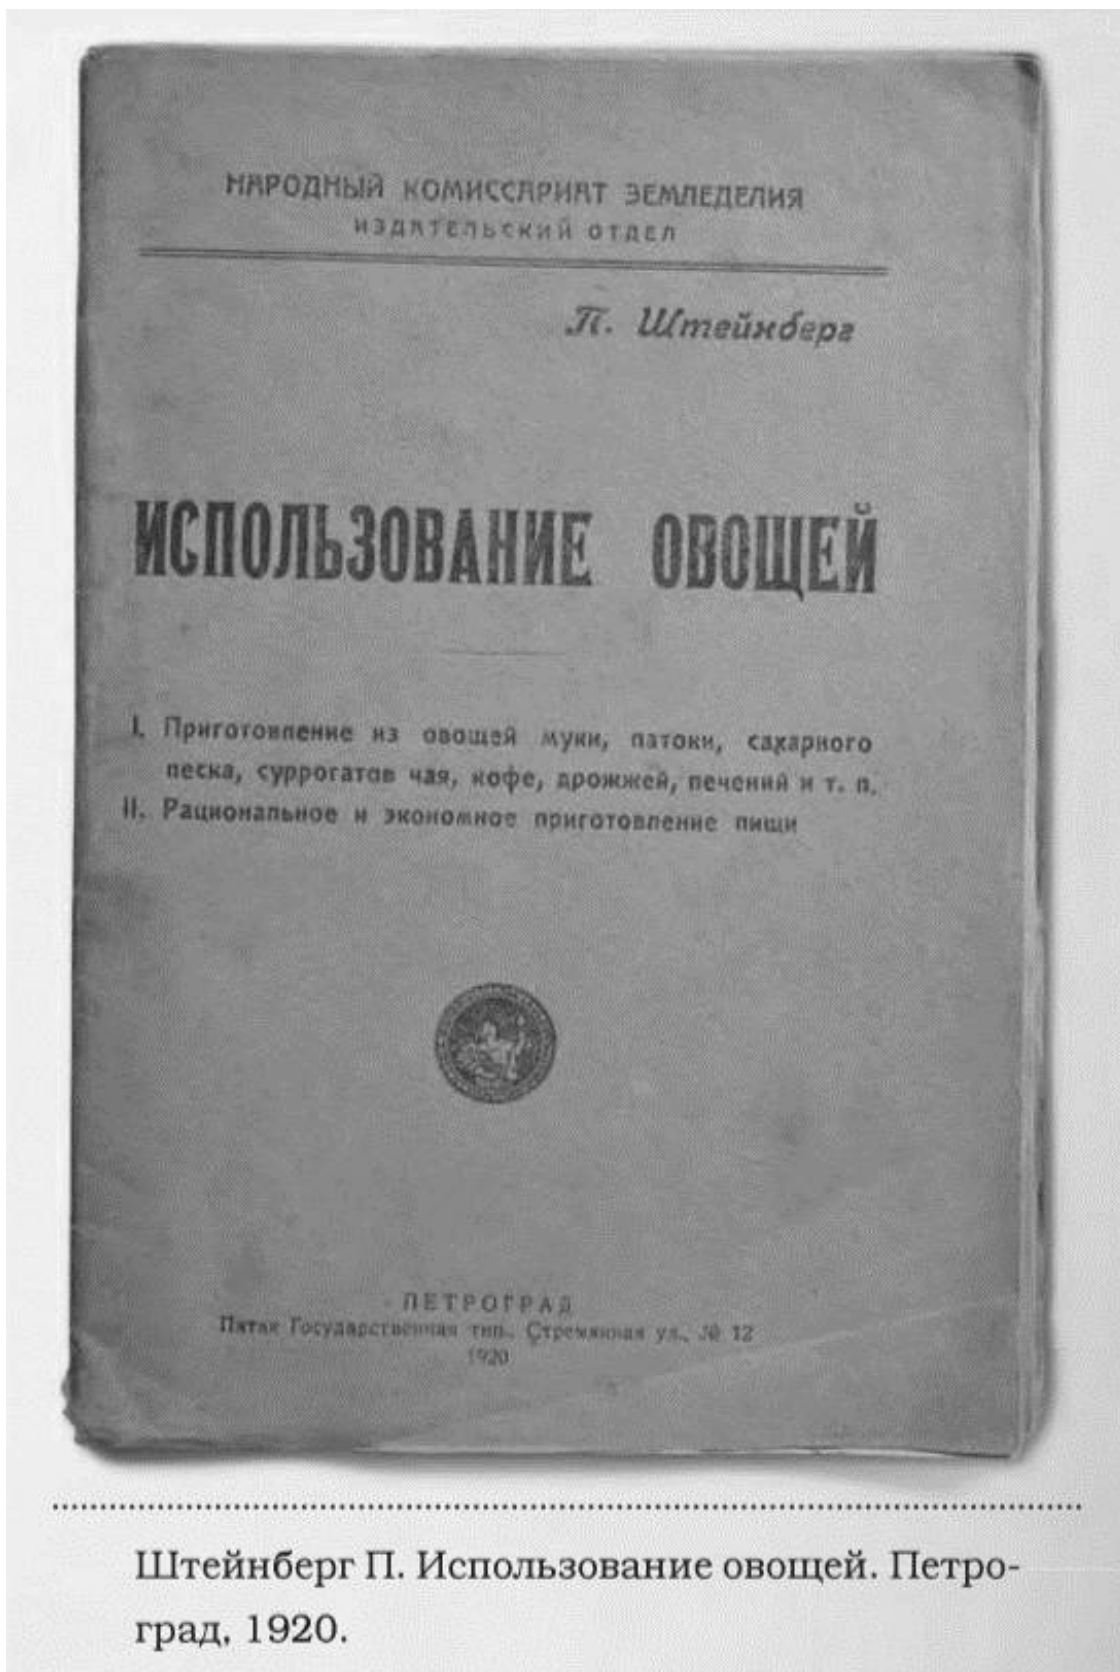 НАРОДНЫЙ КОМИССАРИАТ ЗЕМЛЕДЕЛИЯ
ИЗДАТЕЛЬСКИЙ ОТДЕЛ
П. Штейнберг
ИСПОЛЬЗОВАНИЕ ОВОЩЕЙ
I. Приготовление из овощей муки, патоки, сахарного
песка, суррогатов чая, кофе, дрожжей, печений и т. п.
II. Рациональное и экономное приготовление пищи
ПЕТРОГРАД
Пятая Государственная тип., Стремянная ул., № 12
1920
Штейнберг П. Использование овощей. Петро-
град, 1920.